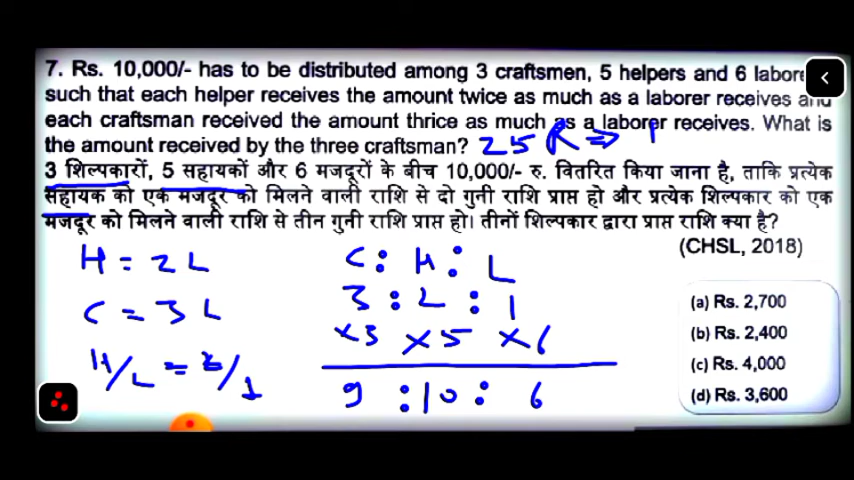 7. Rs. 10,000/- has to be distributed among 3 craftsmen, 5 helpers and 6 labore
such that each helper receives the amount twice as much as a laborer receives and
each craftsman received the amount thrice as much as a laborer receives. What is
the amount received by the three craftsman? 25 R ⇒ 1
3 शिल्पकारों, 5 सहायकों और 6 मजदूरों के बीच 10,000/- रु. वितरित किया जाना है, ताकि प्रत्येक
सहायक को एक मजदूर को मिलने वाली राशि से दो गुनी राशि प्राप्त हो और प्रत्येक शिल्पकार को एक
मजदूर को मिलने वाली राशि से तीन गुनी राशि प्राप्त हो। तीनों शिल्पकार द्वारा प्राप्त राशि क्या है?
(CHSL, 2018)
H = 2 L
C = 3 L
H/L = 2/1
C : H : L
3 : 2 : 1
×3 ×5 ×6
9 : 10 : 6
(a) Rs. 2,700
(b) Rs. 2,400
(c) Rs. 4,000
(d) Rs. 3,600